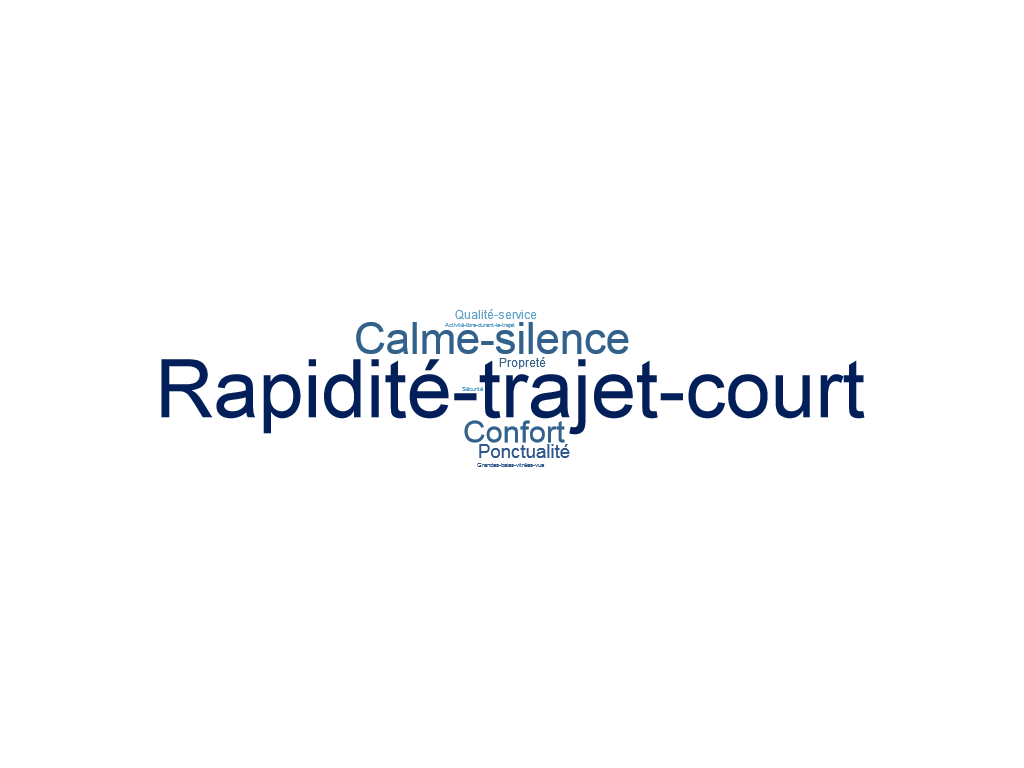 Qualité-service
Activité-libre-durant-le-trajet
Calme-silence
Propreté
Rapidité-trajet-court
Sécurité
Confort
Ponctualité
Grandes-baies-vitrées-vue